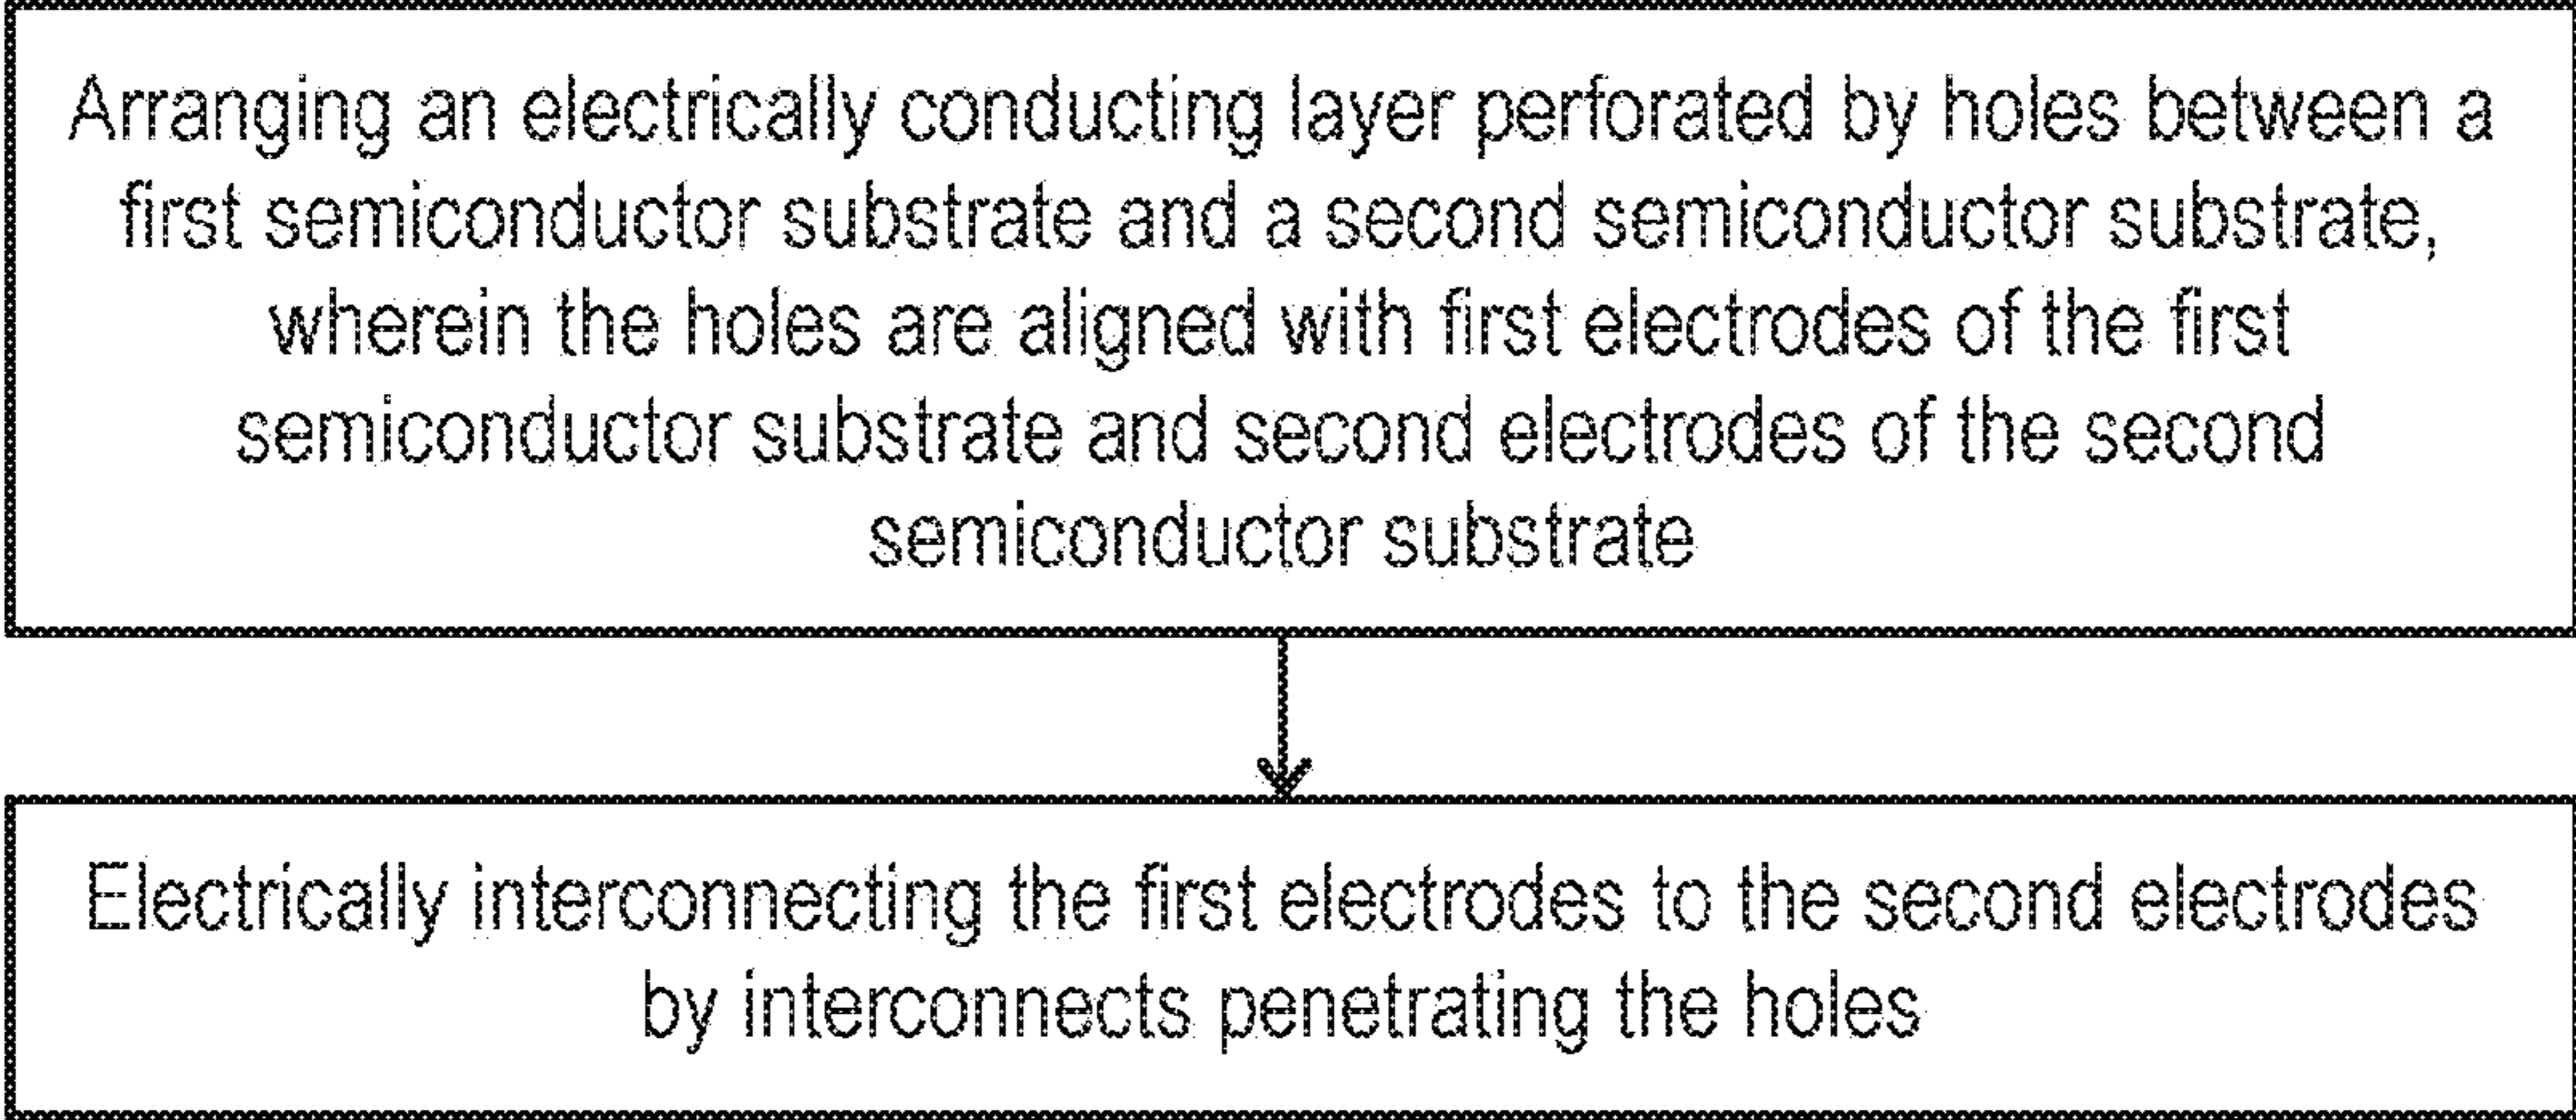 Arranging an electrically conducting layer perforated by holes between a
first semiconductor substrate and a second semiconductor substrate,
wherein the holes are aligned with first electrodes of the first
semiconductor substrate and second electrodes of the second
semiconductor substrate
Electrically interconnecting the first electrodes to the second electrodes
by interconnects penetrating the holes